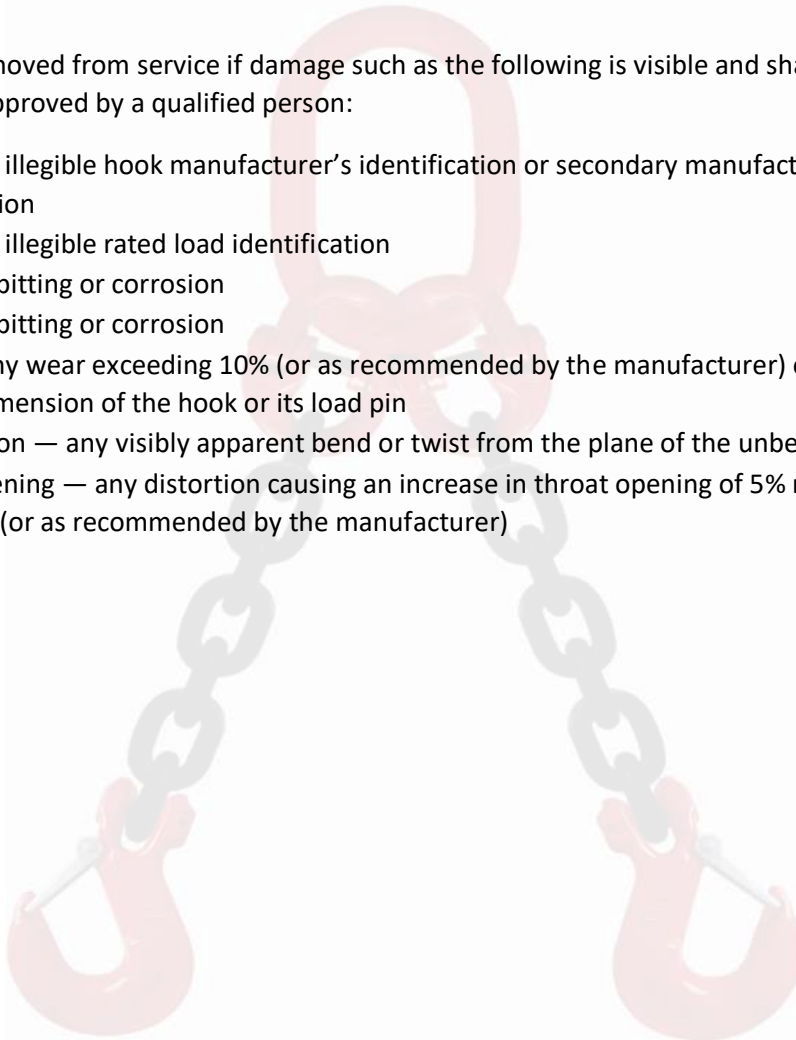 moved from service if damage such as the following is visible and sha
pproved by a qualified person:
illegible hook manufacturer’s identification or secondary manufact
ion
illegible rated load identification
pitting or corrosion
pitting or corrosion
ny wear exceeding 10% (or as recommended by the manufacturer)
mension of the hook or its load pin
on — any visibly apparent bend or twist from the plane of the unbe
ening — any distortion causing an increase in throat opening of 5%
(or as recommended by the manufacturer)